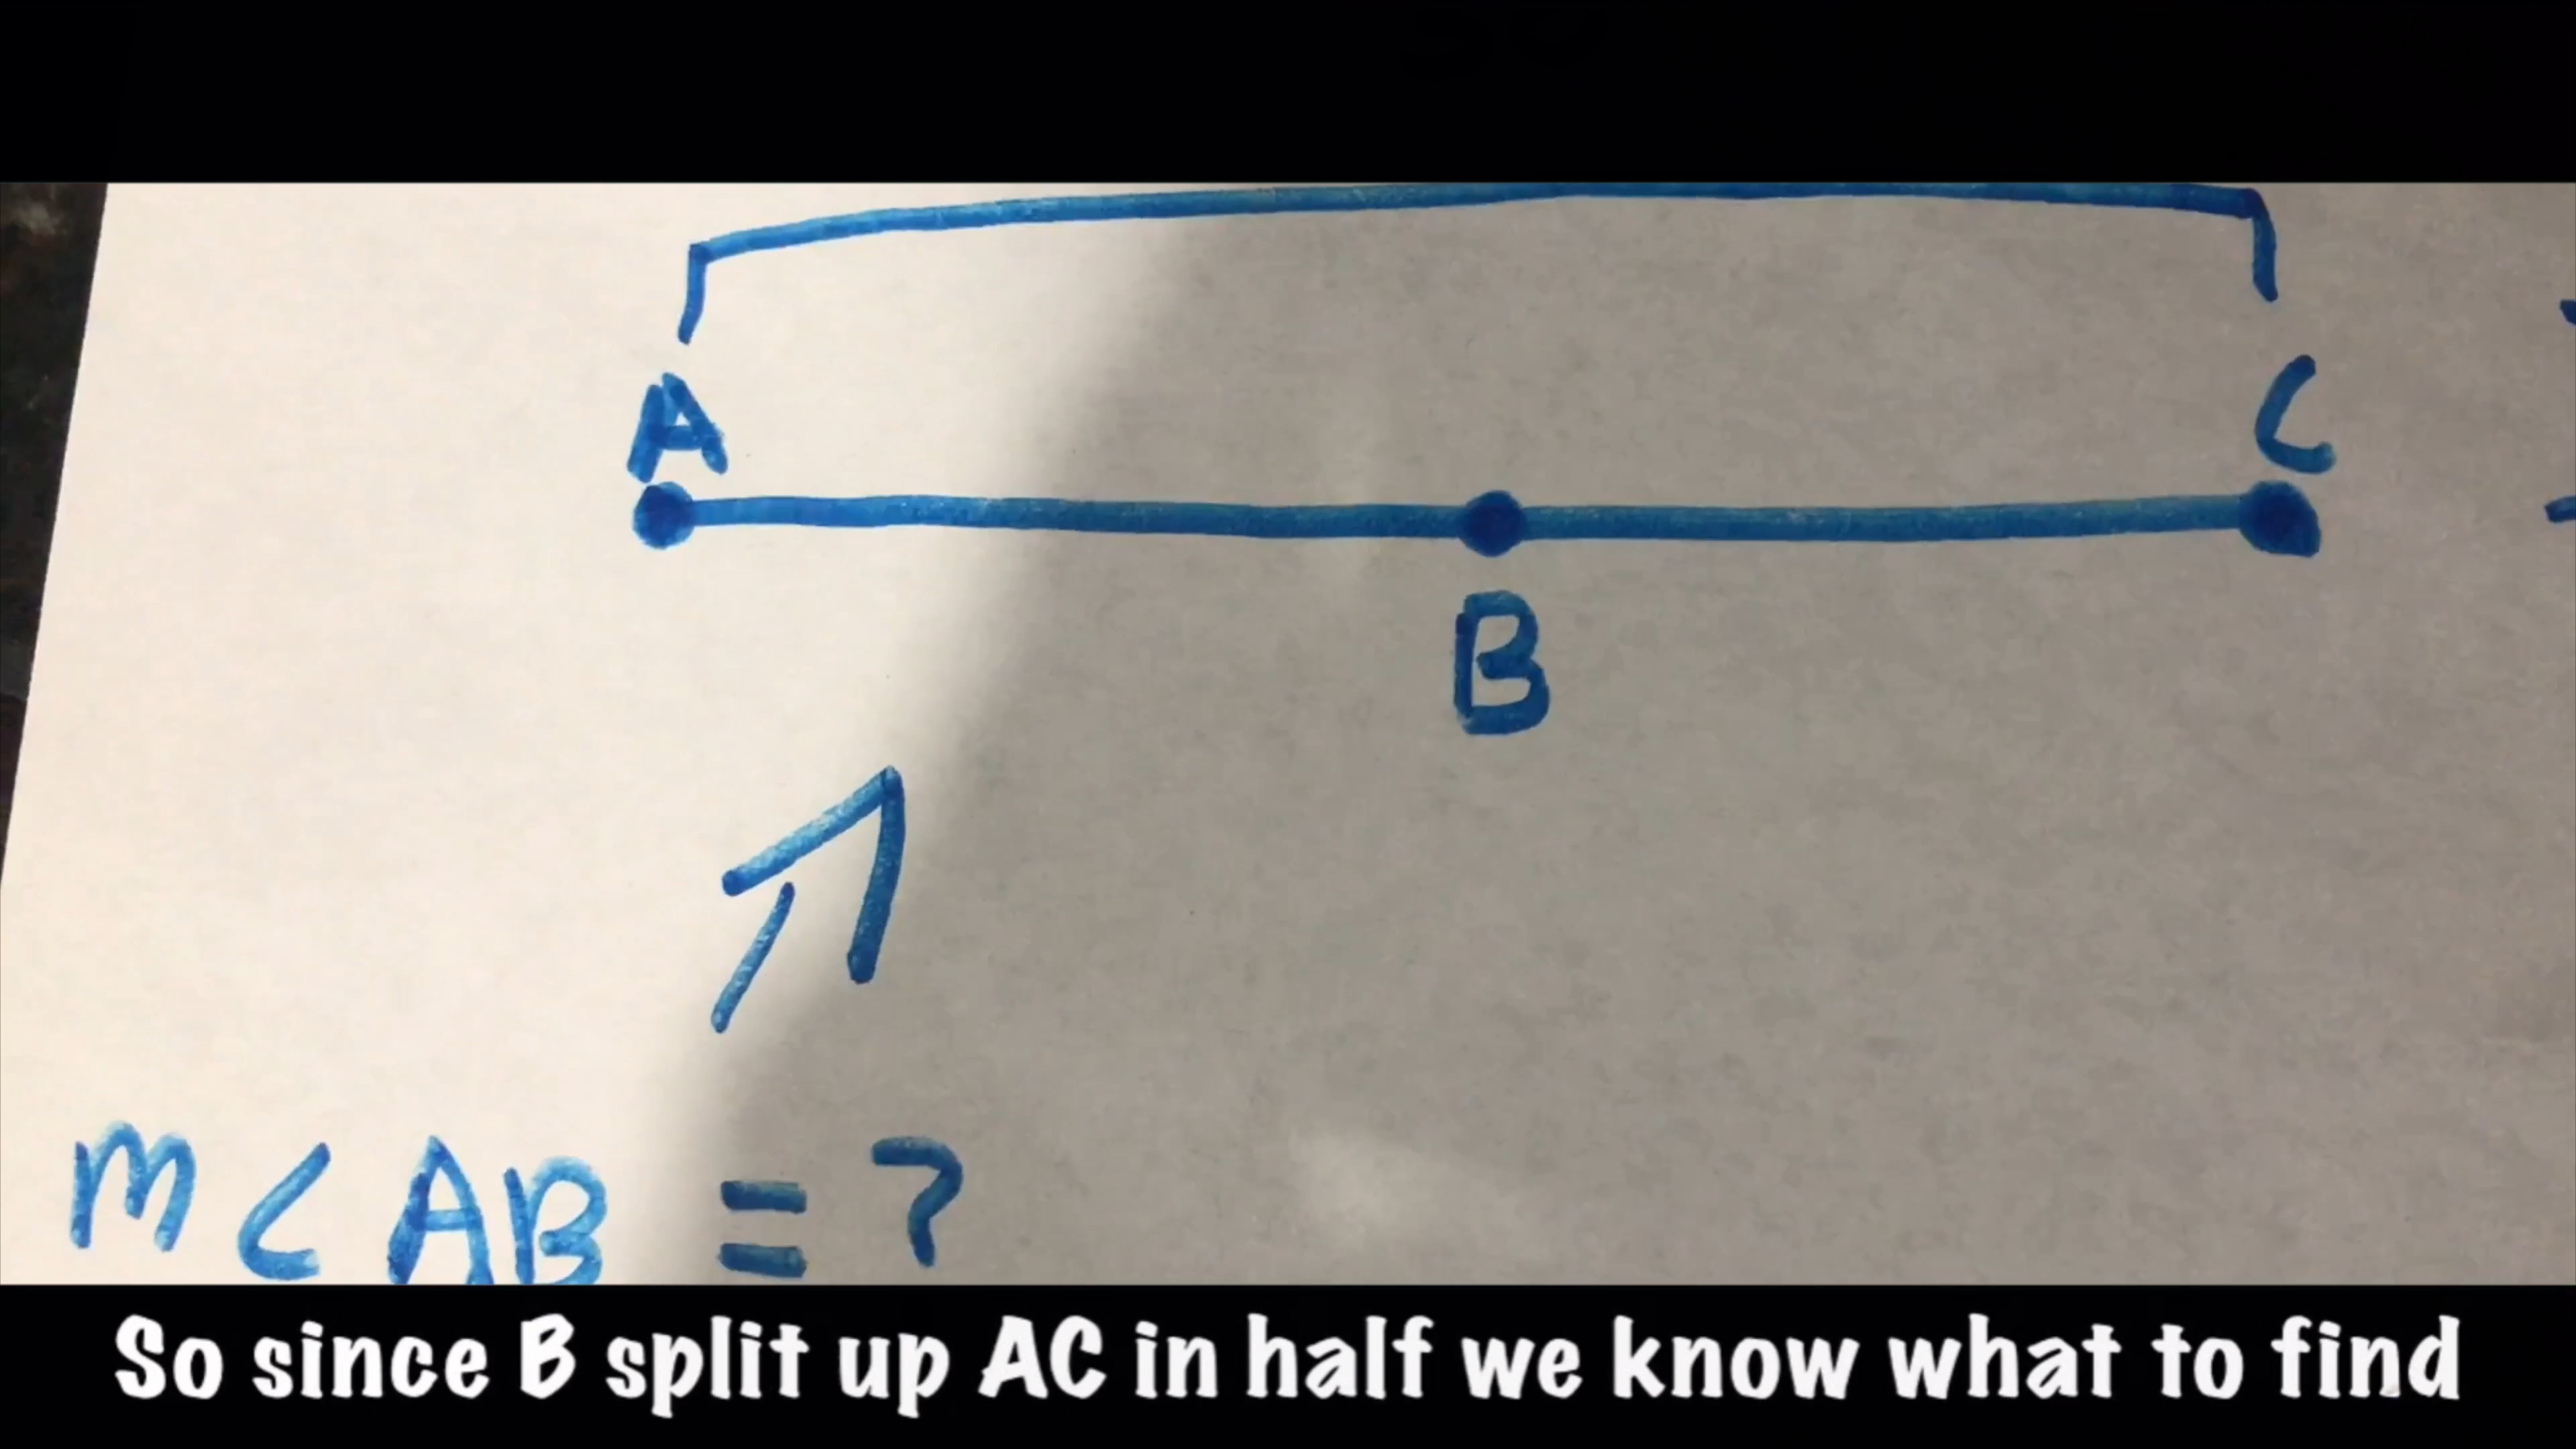 A
C
B
m < AB = ?
So since B split up AC in half we know what to find